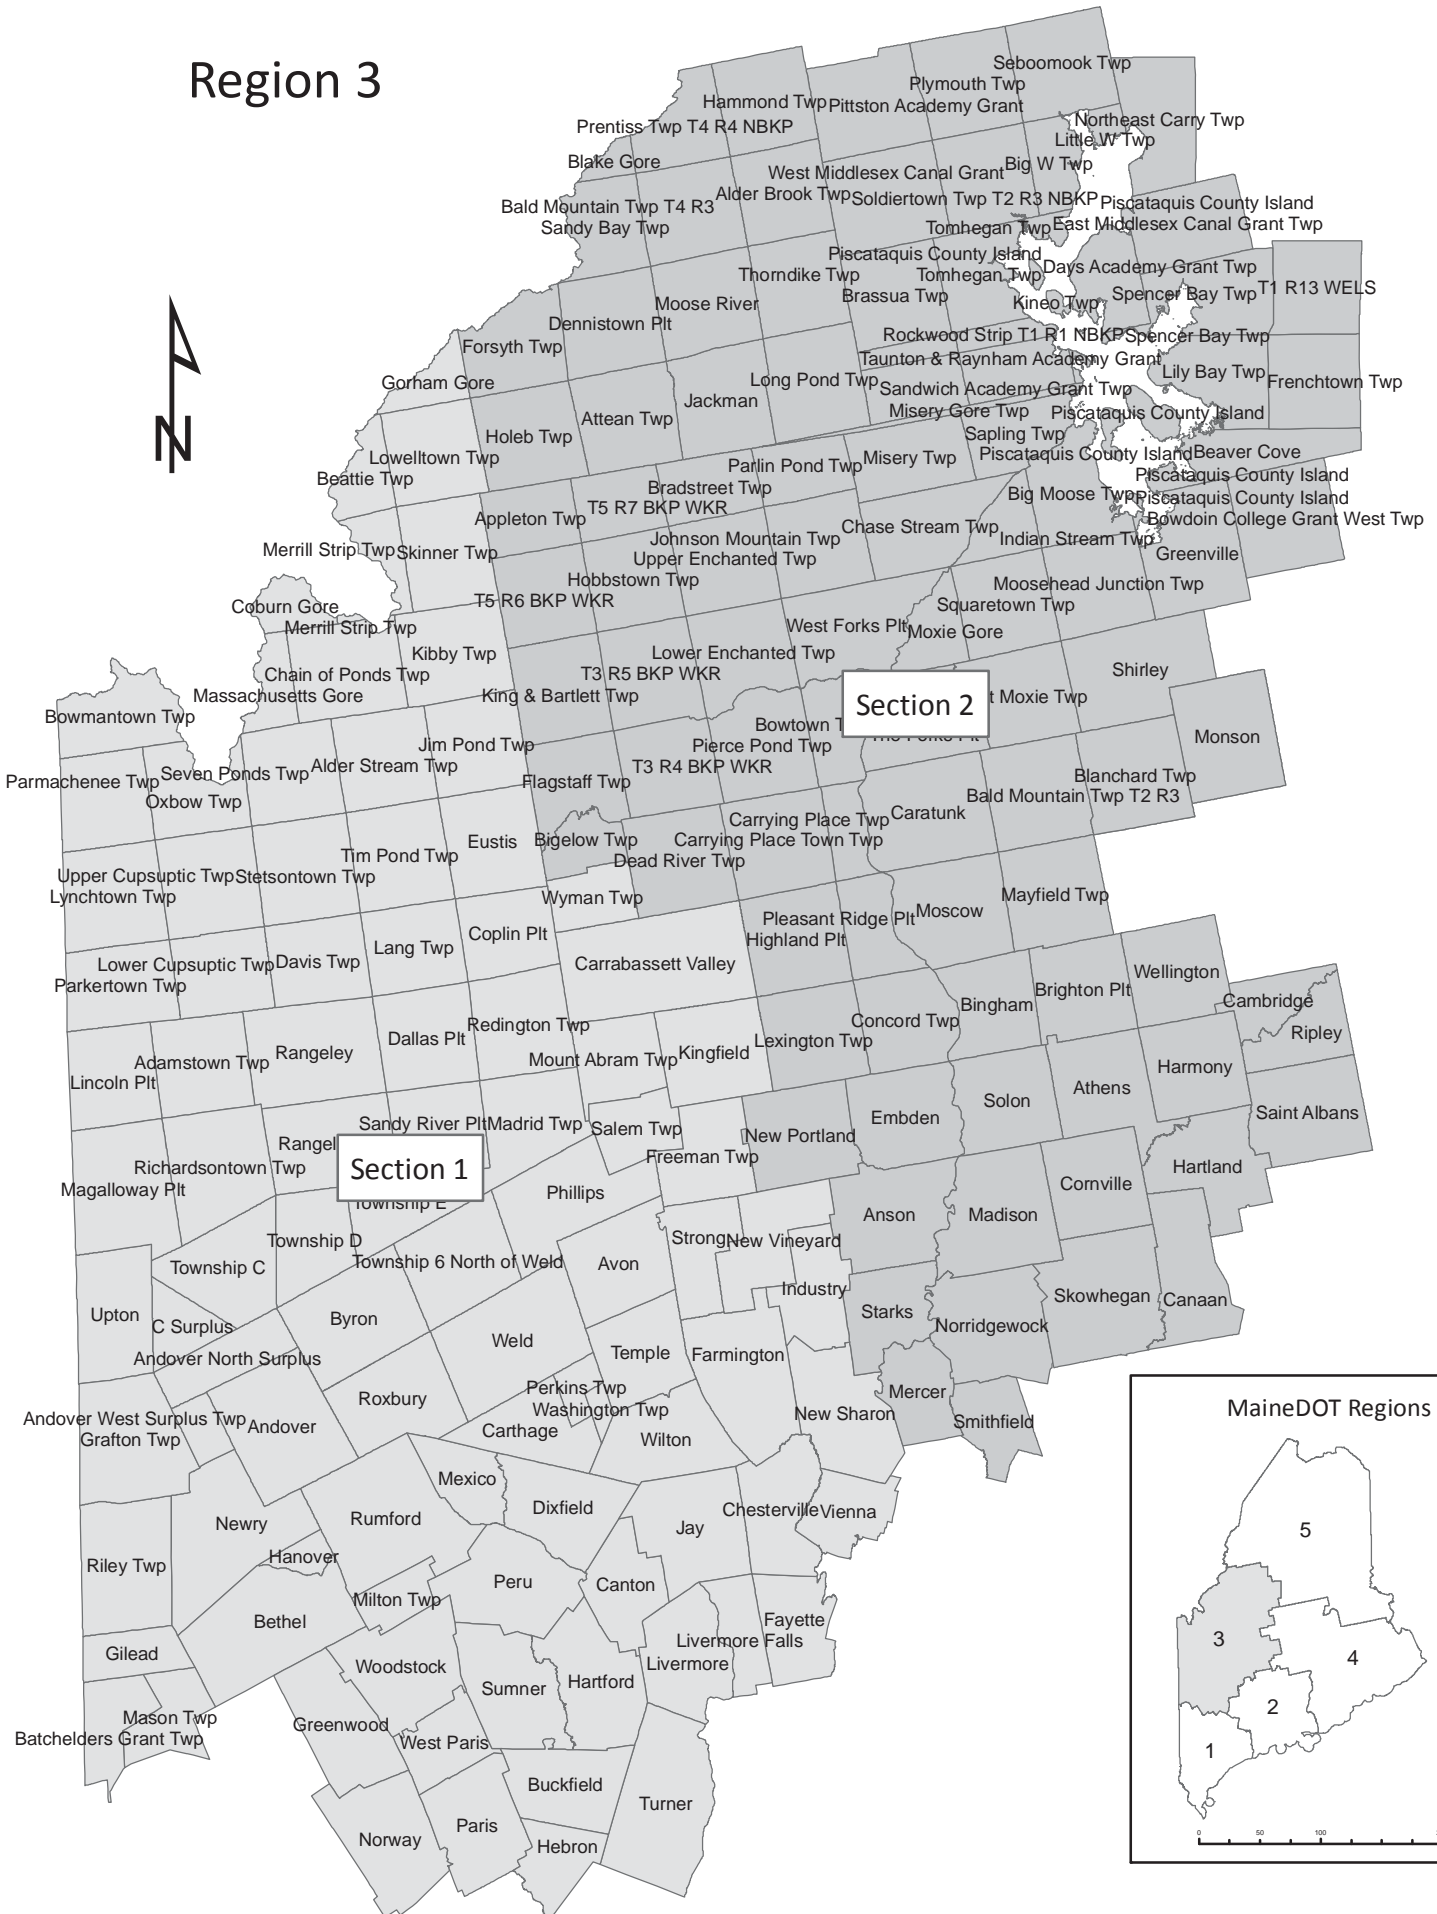 Region 3
Seboomook Twp
Plymouth Twp
Hammond Twp
Pittston Academy Grant
Prentiss Twp T4 R4 NBKP
Northeast Carry Twp
Little W Twp
Blake Gore
Big W Twp
West Middlesex Canal Grant
Alder Brook Twp
Soldiertown Twp T2 R3 NBKP
Piscataquis County Island
Bald Mountain Twp T4 R3
Sandy Bay Twp
Tomhegan Twp
East Middlesex Canal Grant Twp
Piscataquis County Island
Days Academy Grant Twp
Thorndike Twp
Tomhegan Twp
T1 R13 WELS
Brassua Twp
Spencer Bay Twp
Moose River
Kineo Twp
Dennistown Plt
Rockwood Strip T1 R1 NBKP
Spencer Bay Twp
Forsyth Twp
Taunton & Raynham Academy Grant
Lily Bay Twp
Frenchtown Twp
Gorham Gore
Long Pond Twp
Sandwich Academy Grant Twp
Jackman
Misery Gore Twp
Piscataquis County Island
Attean Twp
Holeb Twp
Sapling Twp
Piscataquis County Island
Beaver Cove
Lowelltown Twp
Misery Twp
Parlin Pond Twp
Beattie Twp
Piscataquis County Island
Bradstreet Twp
Big Moose Twp
Piscataquis County Island
T5 R7 BKP WKR
Appleton Twp
Bowdoin College Grant West Twp
Chase Stream Twp
Johnson Mountain Twp
Indian Stream Twp
Merrill Strip Twp
Skinner Twp
Upper Enchanted Twp
Greenville
Hobbstown Twp
Moosehead Junction Twp
T5 R6 BKP WKR
Squaretown Twp
Coburn Gore
Merrill Strip Twp
West Forks Plt
Moxie Gore
Kibby Twp
Lower Enchanted Twp
Chain of Ponds Twp
T3 R5 BKP WKR
Shirley
Massachusetts Gore
King & Bartlett Twp
Section 2
t Moxie Twp
Bowmantown Twp
Bowtown T
Monson
Jim Pond Twp
Pierce Pond Twp
Alder Stream Twp
T3 R4 BKP WKR
Seven Ponds Twp
Parmachenee Twp
Flagstaff Twp
Blanchard Twp
Oxbow Twp
Bald Mountain Twp T2 R3
Carrying Place Twp
Caratunk
Eustis
Bigelow Twp
Carrying Place Town Twp
Tim Pond Twp
Dead River Twp
Upper Cupsuptic Twp
Stetsontown Twp
Lynchtown Twp
Wyman Twp
Mayfield Twp
Moscow
Pleasant Ridge Plt
Coplin Plt
Highland Plt
Lang Twp
Lower Cupsuptic Twp
Davis Twp
Carrabassett Valley
Wellington
Parkertown Twp
Brighton Plt
Cambridge
Bingham
Concord Twp
Redington Twp
Ripley
Dallas Plt
Lexington Twp
Rangeley
Kingfield
Adamstown Twp
Mount Abram Twp
Harmony
Lincoln Plt
Athens
Solon
Saint Albans
Embden
Sandy River Plt
Madrid Twp
Salem Twp
New Portland
Rangel
Freeman Twp
Richardsontown Twp
Section 1
Hartland
Magalloway Plt
Phillips
Cornville
Township E
Anson
Madison
Township D
Strong
New Vineyard
Township C
Township 6 North of Weld
Avon
Industry
Skowhegan
Canaan
Upton
Byron
Starks
C Surplus
Norridgewock
Weld
Andover North Surplus
Temple
Farmington
Perkins Twp
Mercer
Roxbury
Washington Twp
New Sharon
Andover West Surplus Twp
Andover
Smithfield
Grafton Twp
Carthage
Wilton
Mexico
Dixfield
Chesterville
Vienna
Rumford
Newry
Jay
Hanover
Riley Twp
Peru
Canton
Milton Twp
Bethel
Fayette
Livermore Falls
Gilead
Woodstock
Livermore
Hartford
Sumner
Mason Twp
Greenwood
Batchelders Grant Twp
West Paris
Buckfield
Turner
Paris
Norway
Hebron
N
MaineDOT Regions
5
3
4
2
1
0 50 100